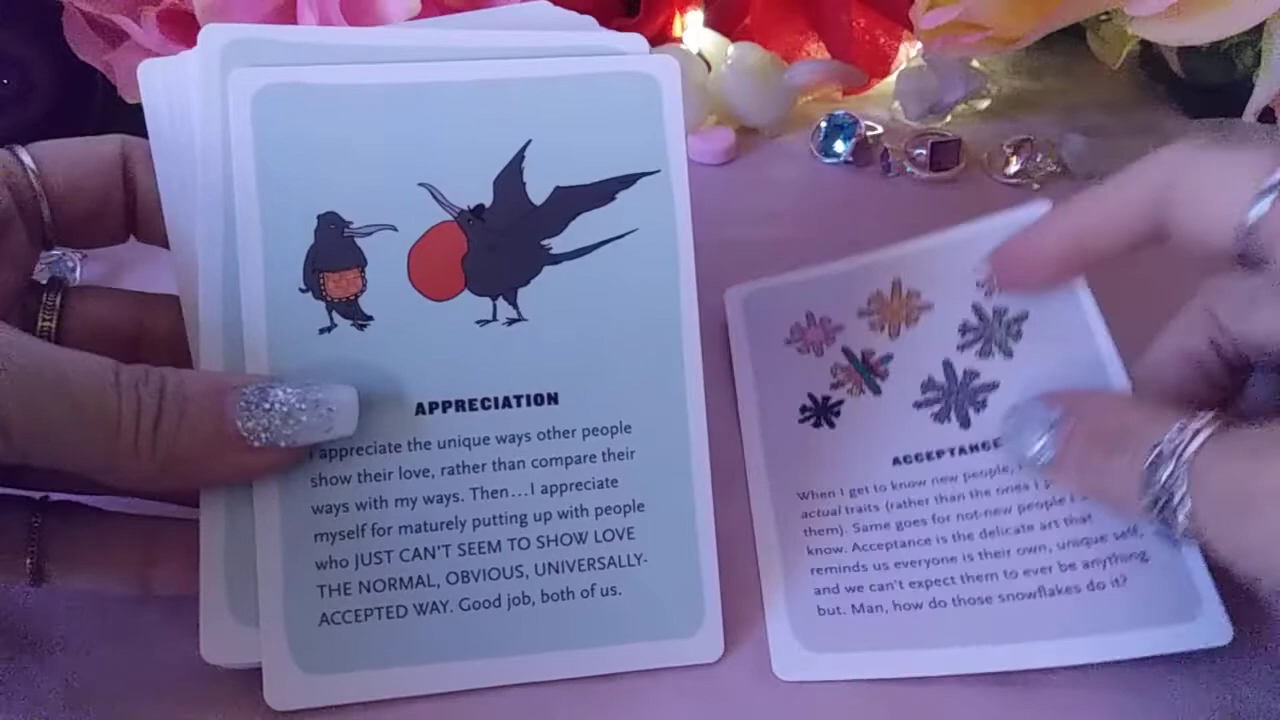 APPRECIATION
I appreciate the unique ways other people
show their love, rather than compare their
ways with my ways. Then...I appreciate
myself for maturely putting up with people
who JUST CAN'T SEEM TO SHOW LOVE
THE NORMAL, OBVIOUS, UNIVERSALLY-
ACCEPTED WAY. Good job, both of us.
ACCEPTANCE
When I get to know new people,
actual traits (rather than the ones I
them). Same goes for not-new people I
know. Acceptance is the delicate art that
reminds us everyone is their own, unique self,
and we can't expect them to ever be anything
but. Man, how do those snowflakes do it?